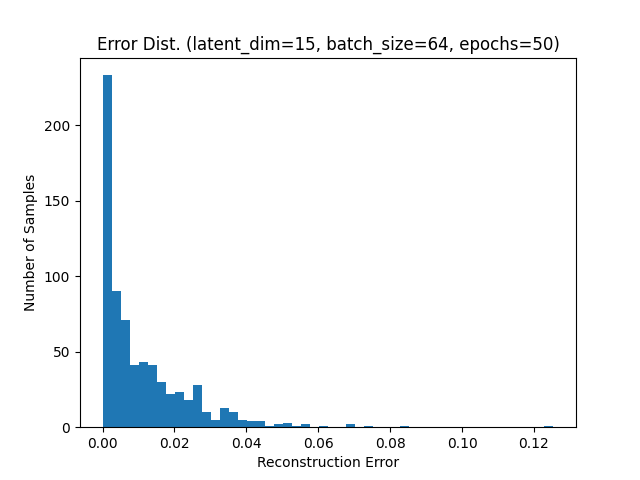 Error Dist. (latent_dim=15, batch_size=64, epochs=50)
Number of Samples
200
150
100
50
0
0.00 0.02 0.04 0.06 0.08 0.10 0.12
Reconstruction Error